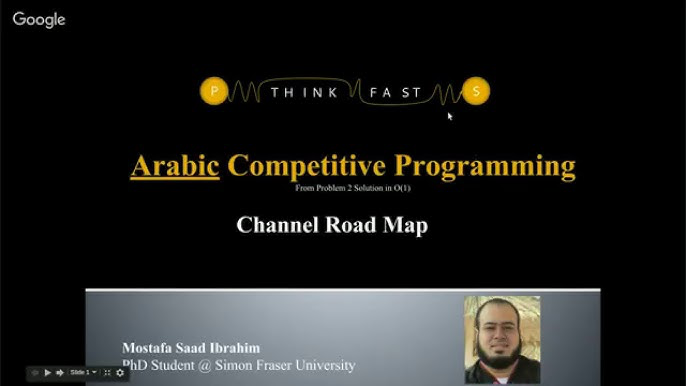 Google
P THINK FAST S
Arabic Competitive Programming
From Problem 2 Solution in O(1)
Channel Road Map
Mostafa Saad Ibrahim
PhD Student @ Simon Fraser University
Slide 1